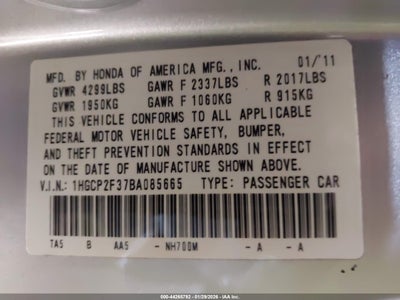 MFD. BY HONDA OF AMERICA MFG., INC. 01/11
GVWR 4299LBS GAWR F 2337LBS R 2017LBS
GVWR 1950KG GAWR F 1060KG R 915KG
THIS VEHICLE CONFORMS TO ALL APPLICABLE
FEDERAL MOTOR VEHICLE SAFETY, BUMPER,
AND THEFT PREVENTION STANDARDS IN EFFECT
ON THE DATE OF MANUFACTURE SHOWN ABOVE.
V.I.N.: 1HGCP2F37BA085665 TYPE: PASSENGER CAR
TA5 B AA5 - NH700M - A - A
000-44265792 - 01/29/2026 - IAA Inc.